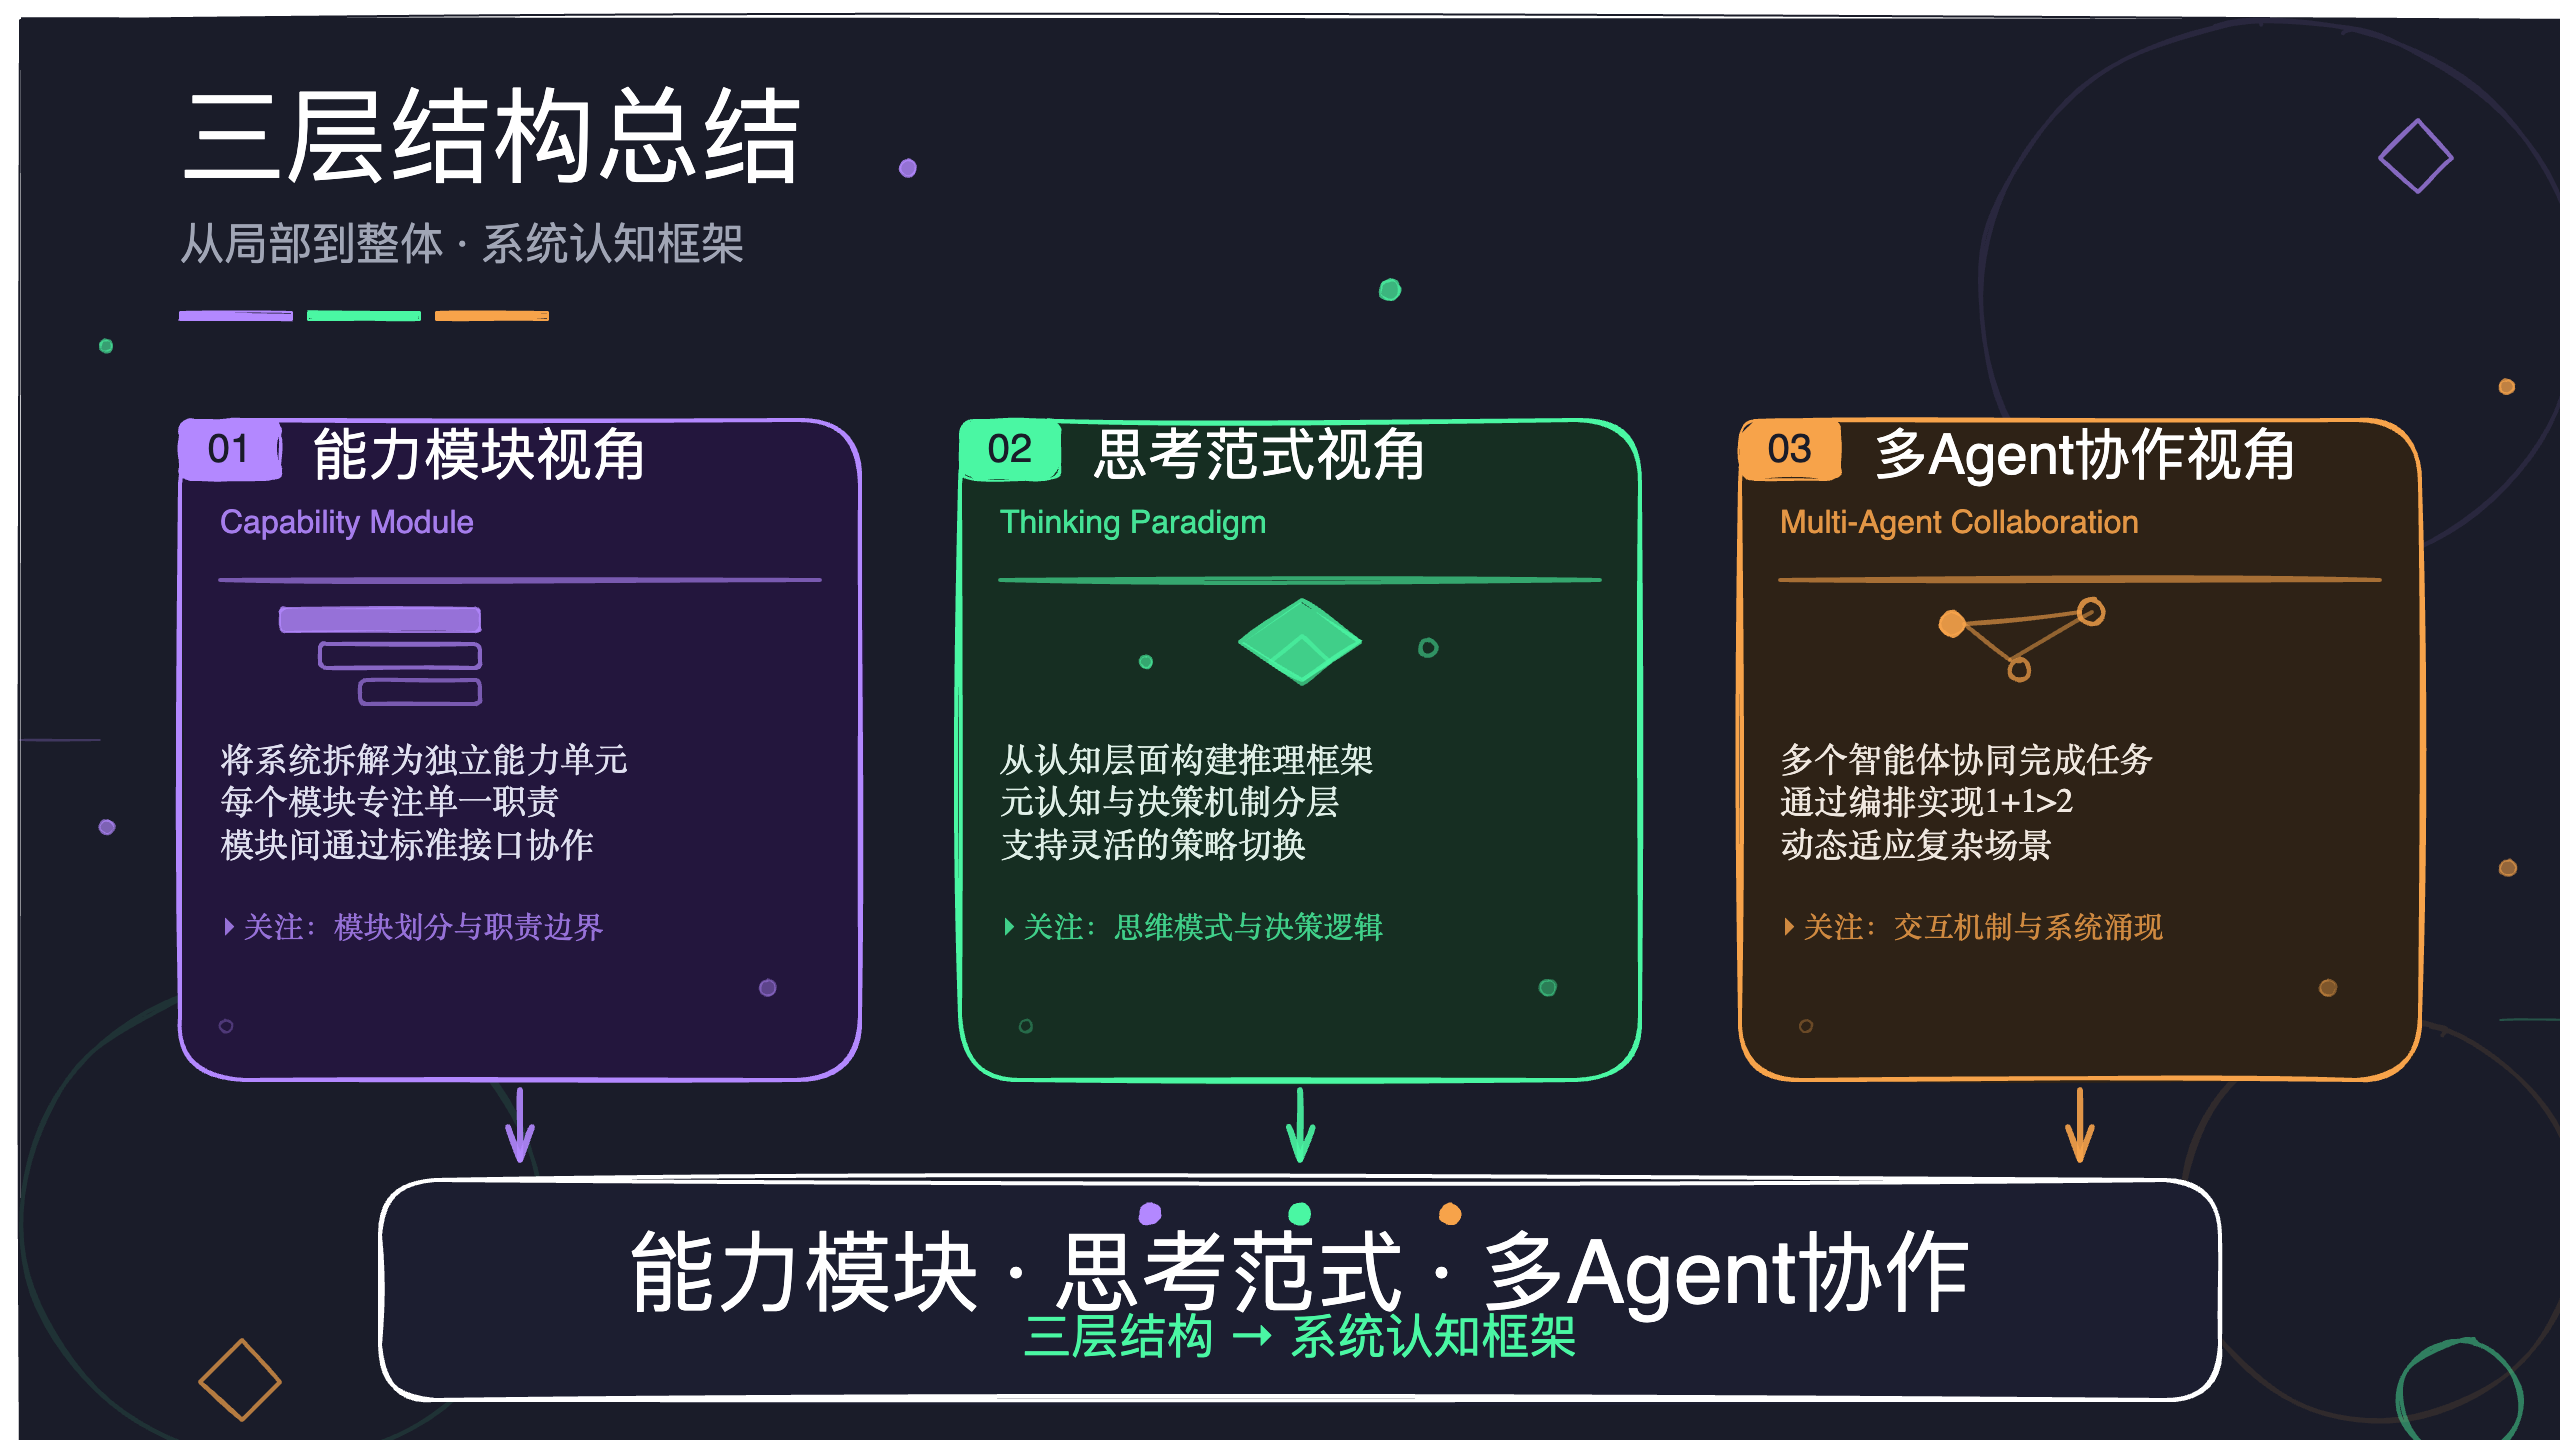 三层结构总结
从局部到整体 · 系统认知框架
01 能力模块视角
Capability Module
将系统拆解为独立能力单元
每个模块专注单一职责
模块间通过标准接口协作
▸关注：模块划分与职责边界
02 思考范式视角
Thinking Paradigm
从认知层面构建推理框架
元认知与决策机制分层
支持灵活的策略切换
▸关注：思维模式与决策逻辑
03 多Agent协作视角
Multi-Agent Collaboration
多个智能体协同完成任务
通过编排实现1+1>2
动态适应复杂场景
▸关注：交互机制与系统涌现
能力模块 · 思考范式 · 多Agent协作
三层结构 → 系统认知框架